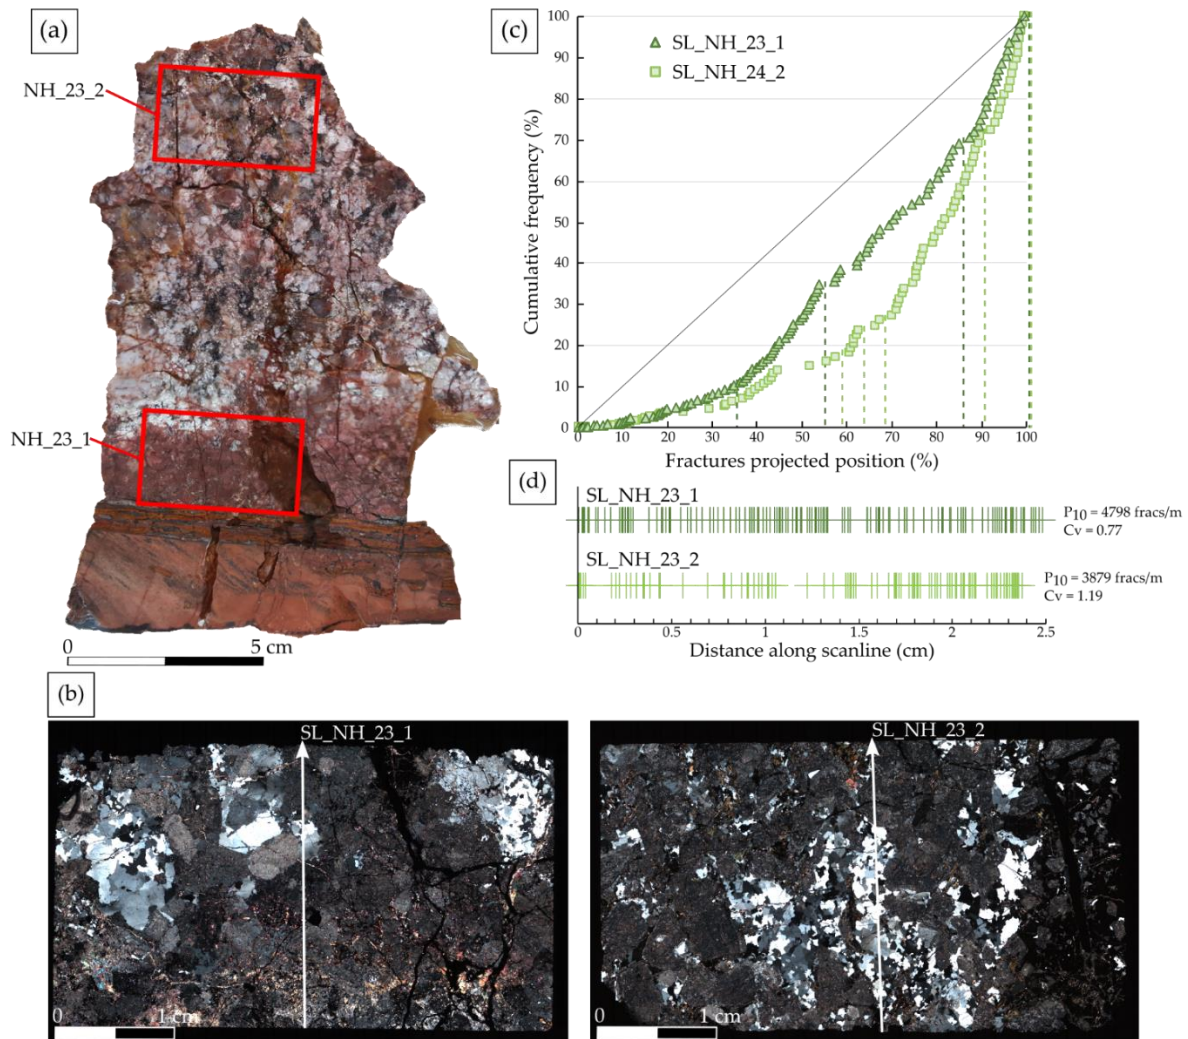 (a)
NH_23_2
NH_23_1
0 5 cm
(c)
SL_NH_23_1
SL_NH_24_2
Cumulative frequency (%)
100
90
80
70
60
50
40
30
20
10
0
0 10 20 30 40 50 60 70 80 90 100
Fractures projected position (%)
(d)
SL_NH_23_1
P10 = 4798 fracs/m
Cv = 0.77
SL_NH_23_2
P10 = 3879 fracs/m
Cv = 1.19
0 0.5 1 1.5 2 2.5
Distance along scanline (cm)
(b)
SL_NH_23_1
0 1 cm
SL_NH_23_2
0 1 cm